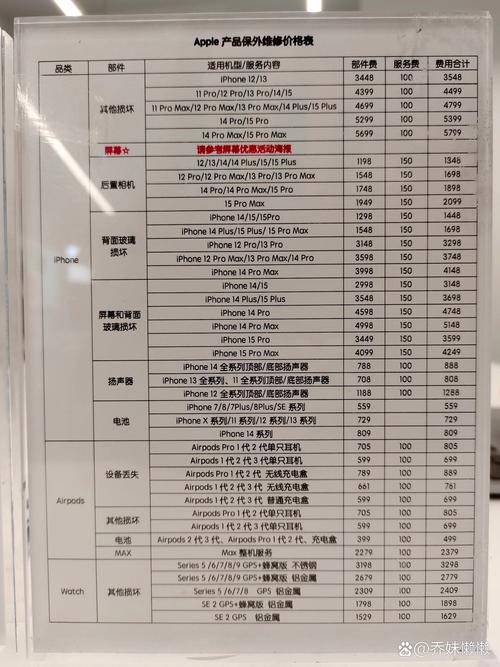 Apple 产品保外维修价格表
品类 部件 适用机型/服务内容 部件费 服务费 费用合计
iPhone 其他损坏 iPhone 12/13 3448 100 3548
11 Pro/12 Pro/13 Pro/14/15 4399 100 4499
11 Pro Max/12 Pro Max/13 Pro Max/14 Plus/15 Plus 4699 100 4799
14 Pro/15 Pro 5299 100 5399
14 Pro Max/15 Pro Max 5699 100 5799
屏幕☆ 请参考屏幕优惠活动海报
后置相机 12/13/14/14 Plus/15/15 Plus 1198 150 1348
12 Pro/12 Pro Max/13 Pro/13 Pro Max 1548 150 1698
14 Pro/14 Pro Max/15 Pro 1748 150 1898
15 Pro Max 1949 150 2099
背面玻璃损坏 iPhone 14/15/15Pro 1298 150 1448
iPhone 14 Plus/15 Plus/ 15 Pro Max 1548 150 1698
iPhone 12 Pro/13 Pro 3148 150 3298
iPhone 12 Pro Max/13 Pro Max/14 Pro 3598 150 3748
iPhone 14 Pro Max 3998 150 4148
屏幕和背面玻璃损坏 iPhone 14/15 2998 150 3148
iPhone 14 Plus/15 Plus 3548 150 3698
iPhone 14 Pro 4598 150 4748
iPhone 14 Pro Max 4998 150 5148
iPhone 15 Pro 3449 150 3599
iPhone 15 Pro Max 4099 150 4249
扬声器 iPhone 14 全系列顶部/底部扬声器 788 100 888
iPhone 13 全系列、11 全系列顶部/底部扬声器 708 100 808
iPhone 12 全系列顶部/底部扬声器 1188 100 1288
电池 iPhone 7/8/7Plus/8Plus/SE 系列 559 559
iPhone X 系列/11 系列/12 系列/13 系列 729 729
iPhone 14 系列 809 809
Airpods 设备丢失 Airpods Pro 1 代 2 代单只耳机 705 100 805
Airpods 1 代 2 代 3 代单只耳机 599 100 699
Airpods Pro 1 代 2 代 无线充电盒 789 100 889
Airpods 1 代 2 代 3 代 无线充电盒 661 100 761
Airpods 1 代 2 代 3 代 普通充电盒 599 100 699
其他损坏 Airpods Pro 1 代 2 代单只耳机 705 100 805
Airpods 1 代 2 代 3 代单只耳机 599 100 699
电池 Airpods 2 代 3 代、Airpods Pro 1 代 2 代、充电盒 399 100 499
MAX Max 整机服务 2279 100 2379
Watch 其他损坏 Series 5 /6/7/8/9 GPS+蜂窝版 不锈钢 3198 100 3298
Series 5 /6/7/8/9 GPS+蜂窝版 铝金属 2679 100 2779
Series 5 /6/7/8 GPS 铝金属 2309 100 2409
SE 2 GPS+蜂窝版 铝金属 1798 100 1898
SE 2 GPS 铝金属 1529 100 1629
@乔妹懒懒